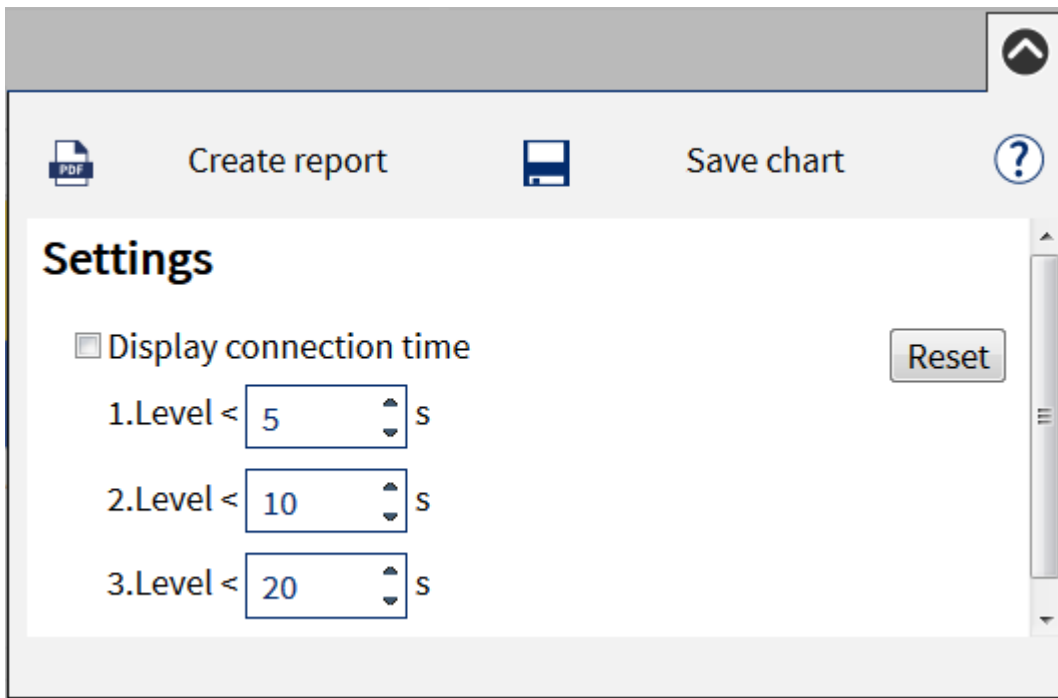 PDF Create report Save chart ?
Settings
Display connection time Reset
1.Level < 5 s
2.Level < 10 s
3.Level < 20 s